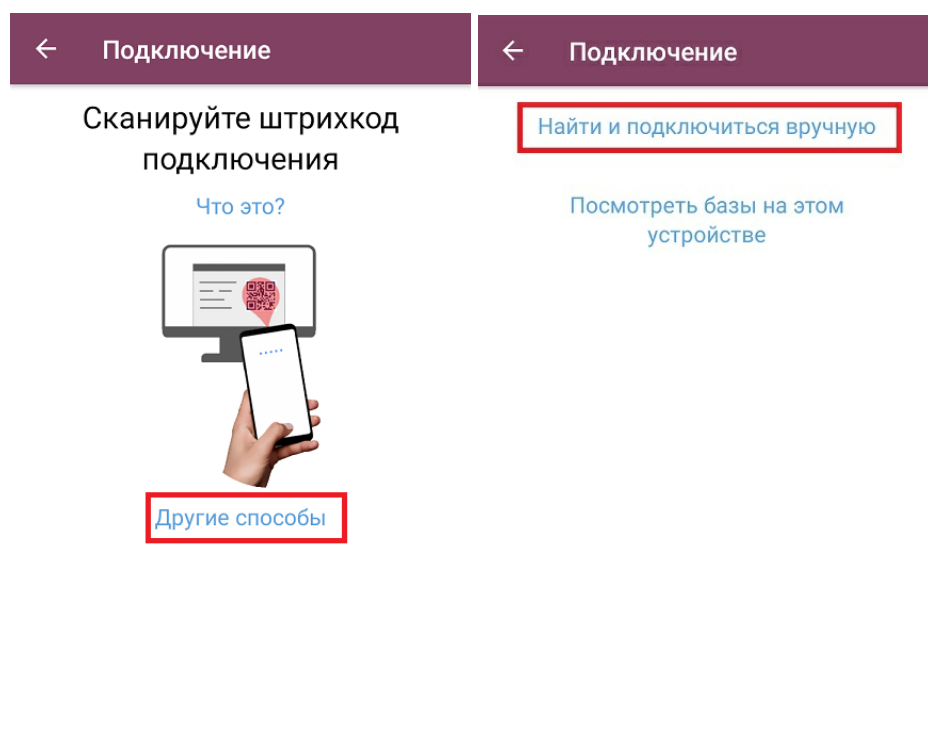 Подключение
Сканируйте штрихкод
подключения
Что это?
Другие способы
Подключение
Найти и подключиться вручную
Посмотреть базы на этом
устройстве